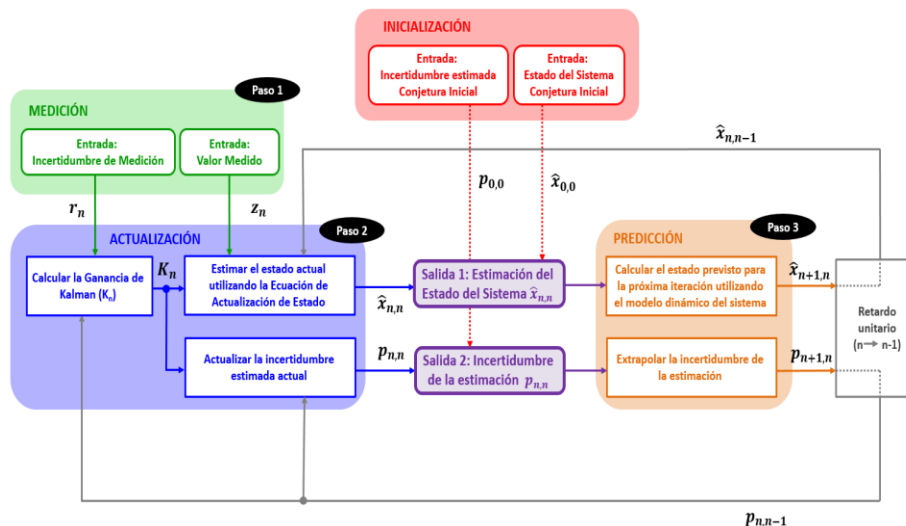 INICIALIZACIÓN
Entrada:
Incertidumbre estimada
Conjetura Inicial
Entrada:
Estado del Sistema
Conjetura Inicial
Paso 1
MEDICIÓN
Entrada:
Incertidumbre de Medición
Entrada:
Valor Medido
x̂n,n−1
p0,0
x̂0,0
rn
zn
Paso 2
ACTUALIZACIÓN
Calcular la Ganancia de
Kalman (Kn)
Kn
Estimar el estado actual
utilizando la Ecuación de
Actualización de Estado
x̂n,n
Actualizar la incertidumbre
estimada actual
pn,n
Salida 1: Estimación del
Estado del Sistema x̂n,n
Salida 2: Incertidumbre
de la estimación pn,n
Paso 3
PREDICCIÓN
Calcular el estado previsto para
la próxima iteración utilizando
el modelo dinámico del sistema
x̂n+1,n
Extrapolar la incertidumbre de
la estimación
pn+1,n
Retardo
unitario
(n→ n-1)
pn,n−1